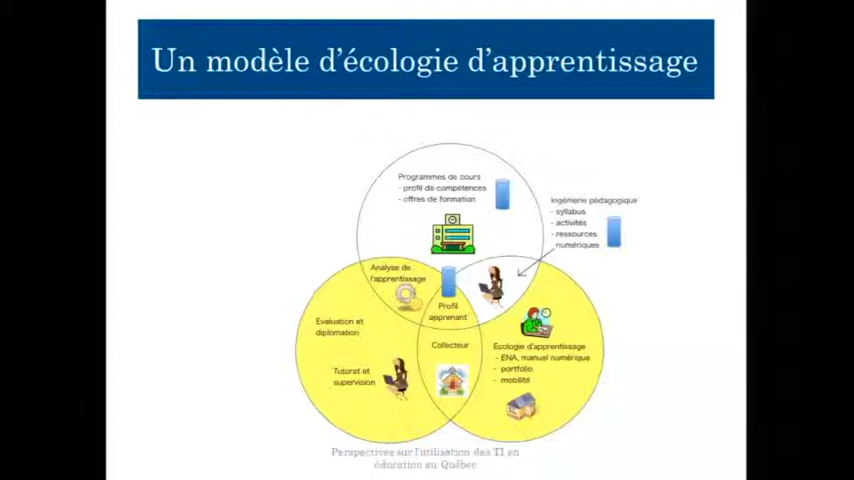 Un modèle d'écologie d'apprentissage
Programmes de cours
- profil de compétences
- offres de formation
Ingénierie pédagogique
- syllabus
- activités
- ressources
numériques
Analyse de
l'apprentissage
Profil
apprenant
Evaluation et
diplomation
Collecteur
Ecologie d'apprentissage
- ENA, manuel numérique
- portfolio
- mobilité
Tutorat et
supervision
Perspectives sur l'utilisation des TI en
éducation au Québec